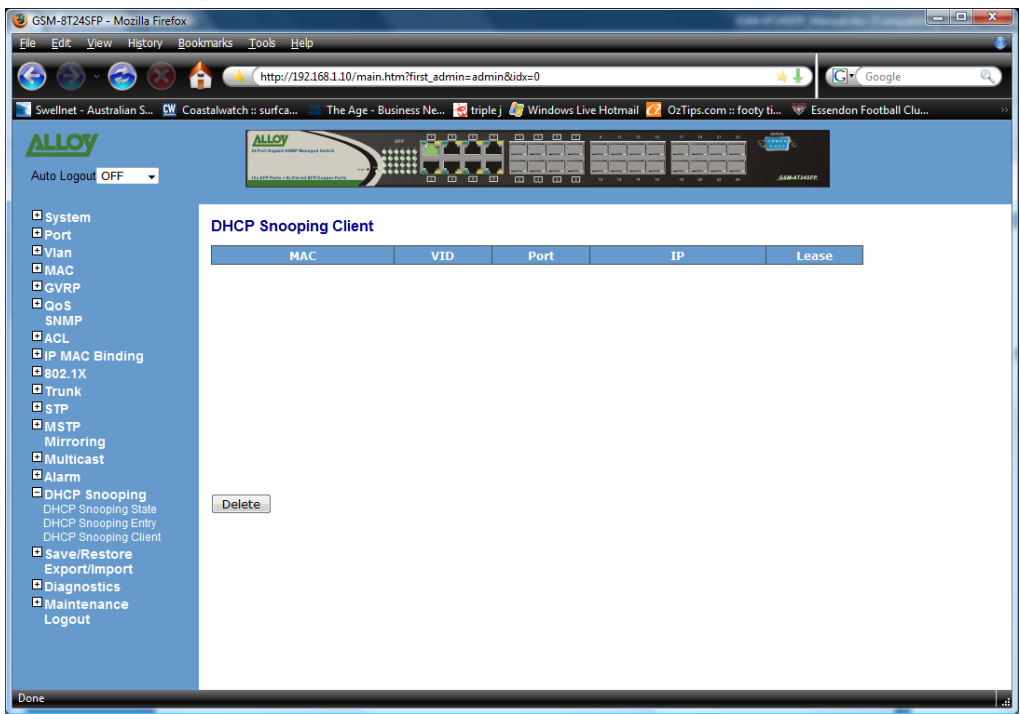 GSM-8T24SFP - Mozilla Firefox
File Edit View History Bookmarks Tools Help
http://192.168.1.10/main.htm?first_admin=admin&idx=0
G Google
Swellnet - Australian S... CW Coastalwatch :: surfca... The Age - Business Ne... triple j Windows Live Hotmail OzTips.com :: footy ti... Essendon Football Clu...
ALLOY
Auto Logout OFF
ALLOY
SFP
System
Port
Vlan
MAC
GVRP
QoS
SNMP
ACL
IP MAC Binding
802.1X
Trunk
STP
MSTP
Mirroring
Multicast
Alarm
DHCP Snooping
DHCP Snooping State
DHCP Snooping Entry
DHCP Snooping Client
Save/Restore
Export/Import
Diagnostics
Maintenance
Logout
DHCP Snooping Client
MAC VID Port IP Lease
Delete
Done